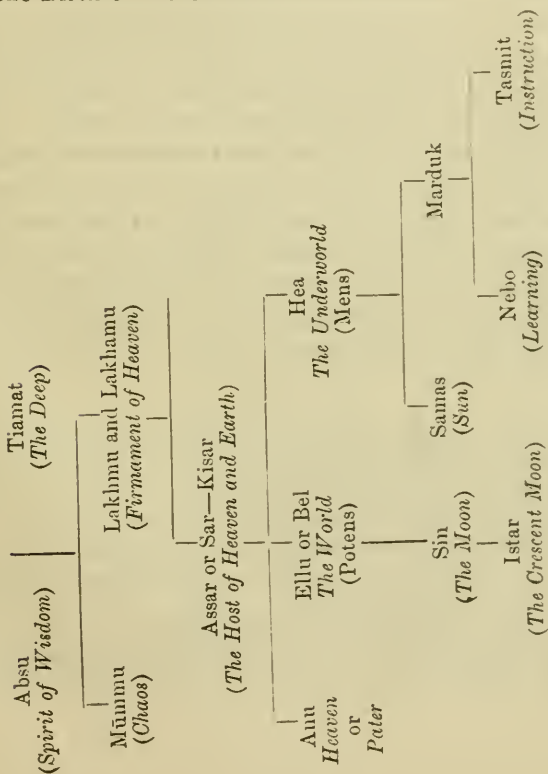 Absu
(Spirit of Wisdom)
Tiamat
(The Deep)
Mūmmu
(Chaos)
Lakhmu and Lakhamu
(Firmament of Heaven)
Assar or Sar—Kisar
(The Host of Heaven and Earth)
Anu
Heaven
or
Pater
Ellu or Bel
The World
(Potens)
Hea
The Underworld
(Mens)
Sin
(The Moon)
Samas
(Sun)
Marduk
Istar
(The Crescent Moon)
Nebo
(Learning)
Tasmit
(Instruction)